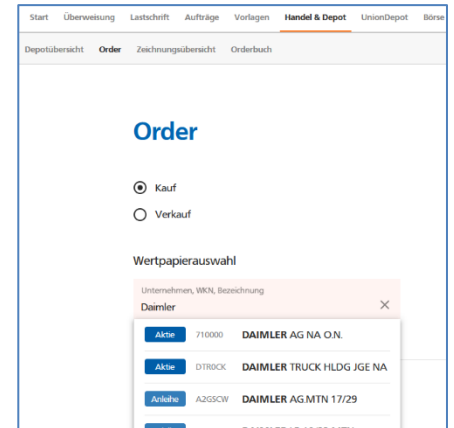 Start Überweisung Lastschrift Aufträge Vorlagen Handel & Depot UnionDepot Börse
Depotübersicht Order Zeichnungsübersicht Orderbuch
Order
Kauf
Verkauf
Wertpapierauswahl
Unternehmen, WKN, Bezeichnung
Daimler
Aktie 710000 DAIMLER AG NA O.N.
Aktie DTR0CK DAIMLER TRUCK HLDG JGE NA
Anleihe A2GSCW DAIMLER AG.MTN 17/29